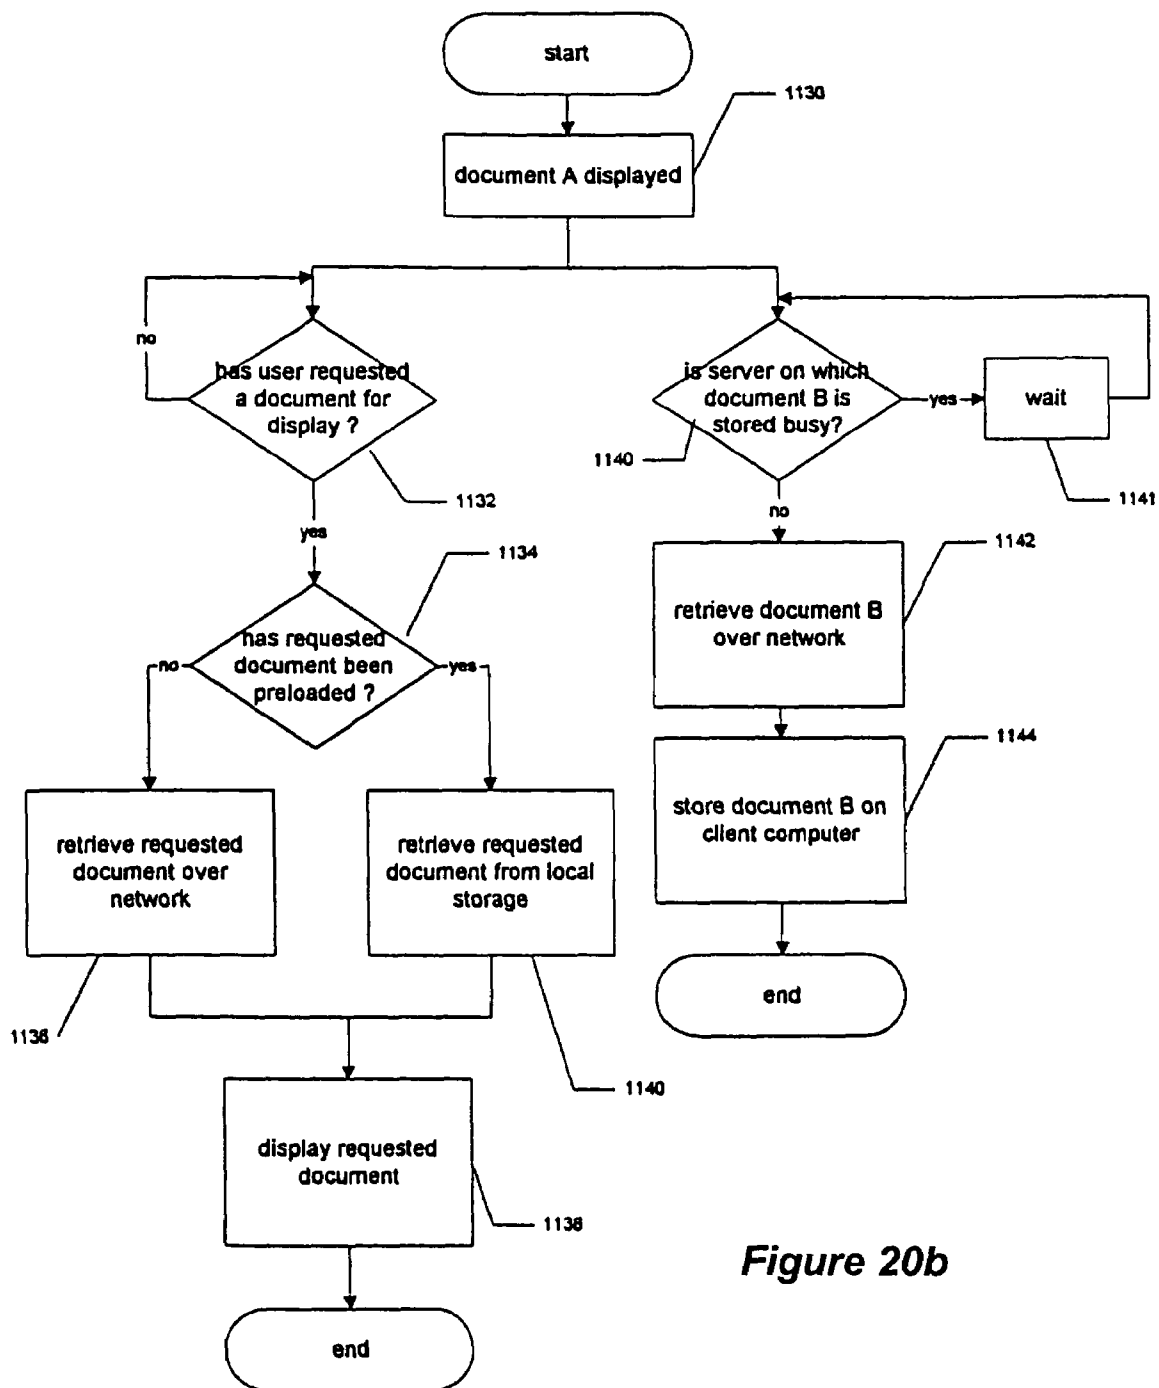 start
1130
document A displayed
no
has user requested
a document for
display ?
1132
is server on which
document B is
stored busy?
1140
yes
wait
1141
yes
no
1134
1142
has requested
document been
preloaded ?
no
yes
retrieve document B
over network
1144
retrieve requested
document over
network
retrieve requested
document from local
storage
store document B on
client computer
1136
1140
end
display requested
document
1138
end
Figure 20b